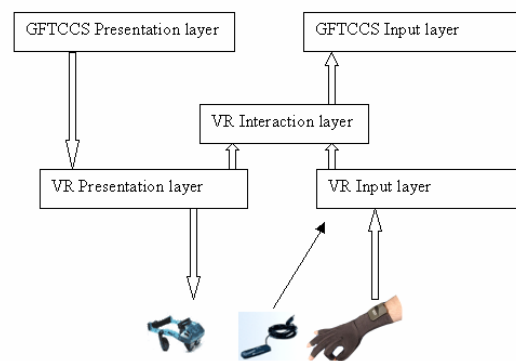 GFTCCS Presentation layer
GFTCCS Input layer
VR Interaction layer
VR Presentation layer
VR Input layer